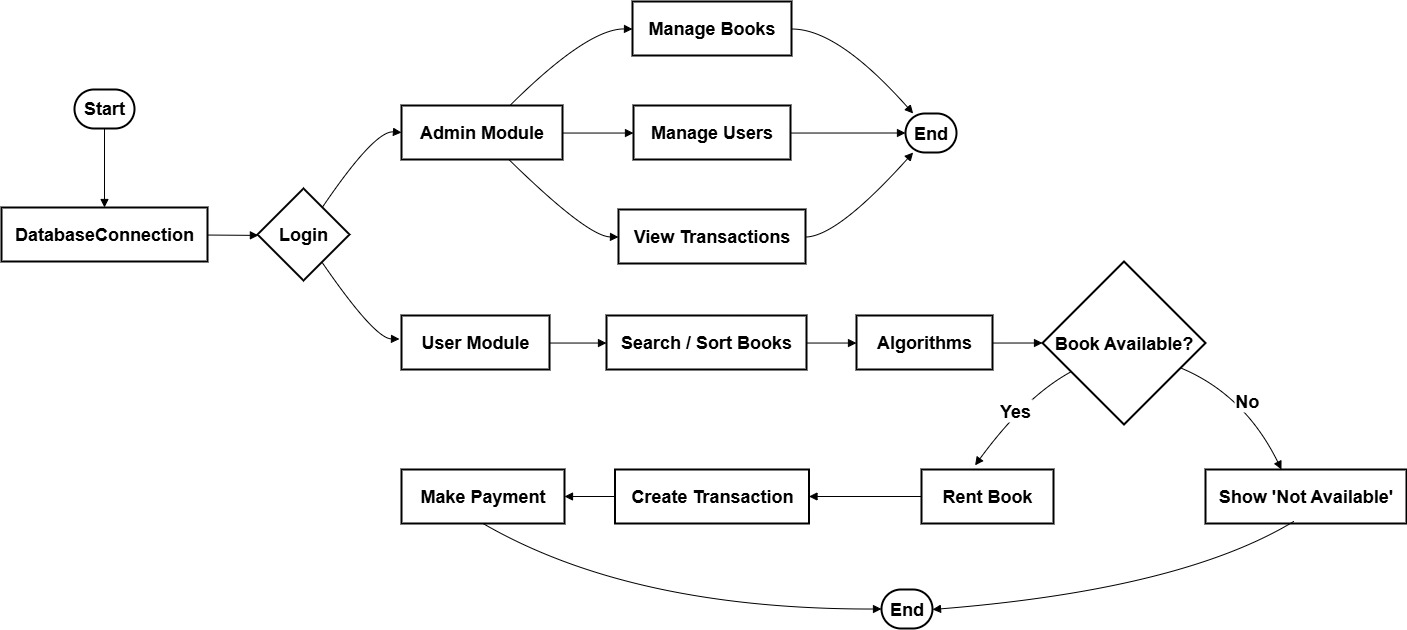 Start
DatabaseConnection
Login
Admin Module
Manage Books
Manage Users
View Transactions
End
User Module
Search / Sort Books
Algorithms
Book Available?
Yes
No
Make Payment
Create Transaction
Rent Book
Show 'Not Available'
End